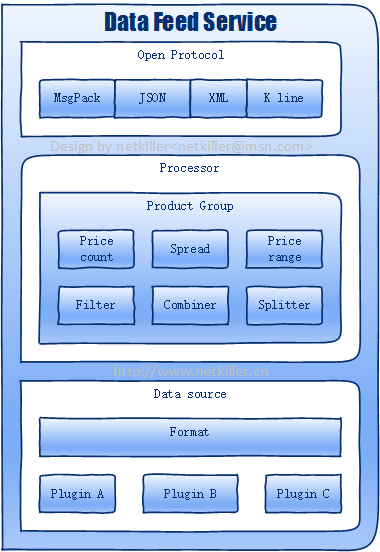 Data Feed Service
Open Protocol
MsgPack JSON XML K line
Design by netkiller<netkiller@msn.com>
Processor
Product Group
Price count
Spread
Price range
Filter Combiner Splitter
http://www.netkiller.cn
Data source
Format
Plugin A Plugin B Plugin C